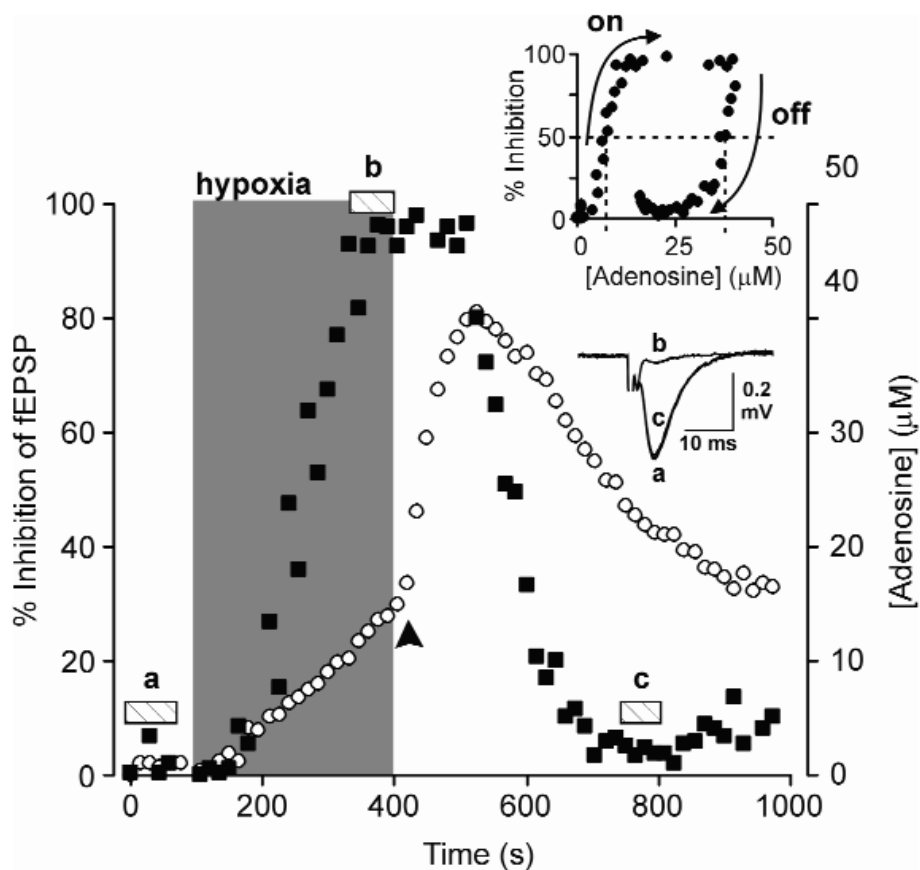 on
100
50
0
% Inhibition
off
0
25
50
[Adenosine] (μM)
hypoxia
b
a
c
b
c
a
0.2
mV
10 ms
100
80
60
40
20
0
% Inhibition of fEPSP
50
40
30
20
10
0
[Adenosine] (μM)
0
200
400
600
800
1000
Time (s)